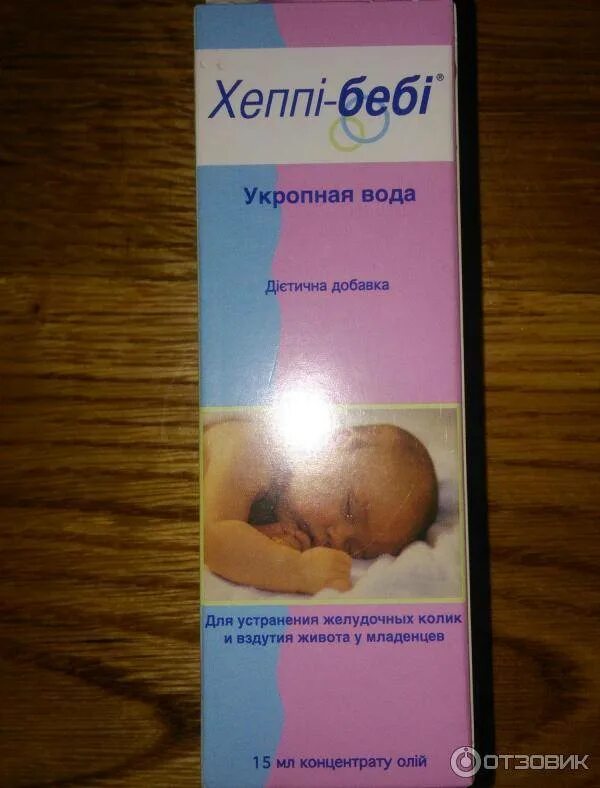 Хеппі-бебі®
Укропная вода
Дієтична добавка
Для устранения желудочных колик
и вздутия живота у младенцев
15 мл концентрату олій
ОТЗОВИК